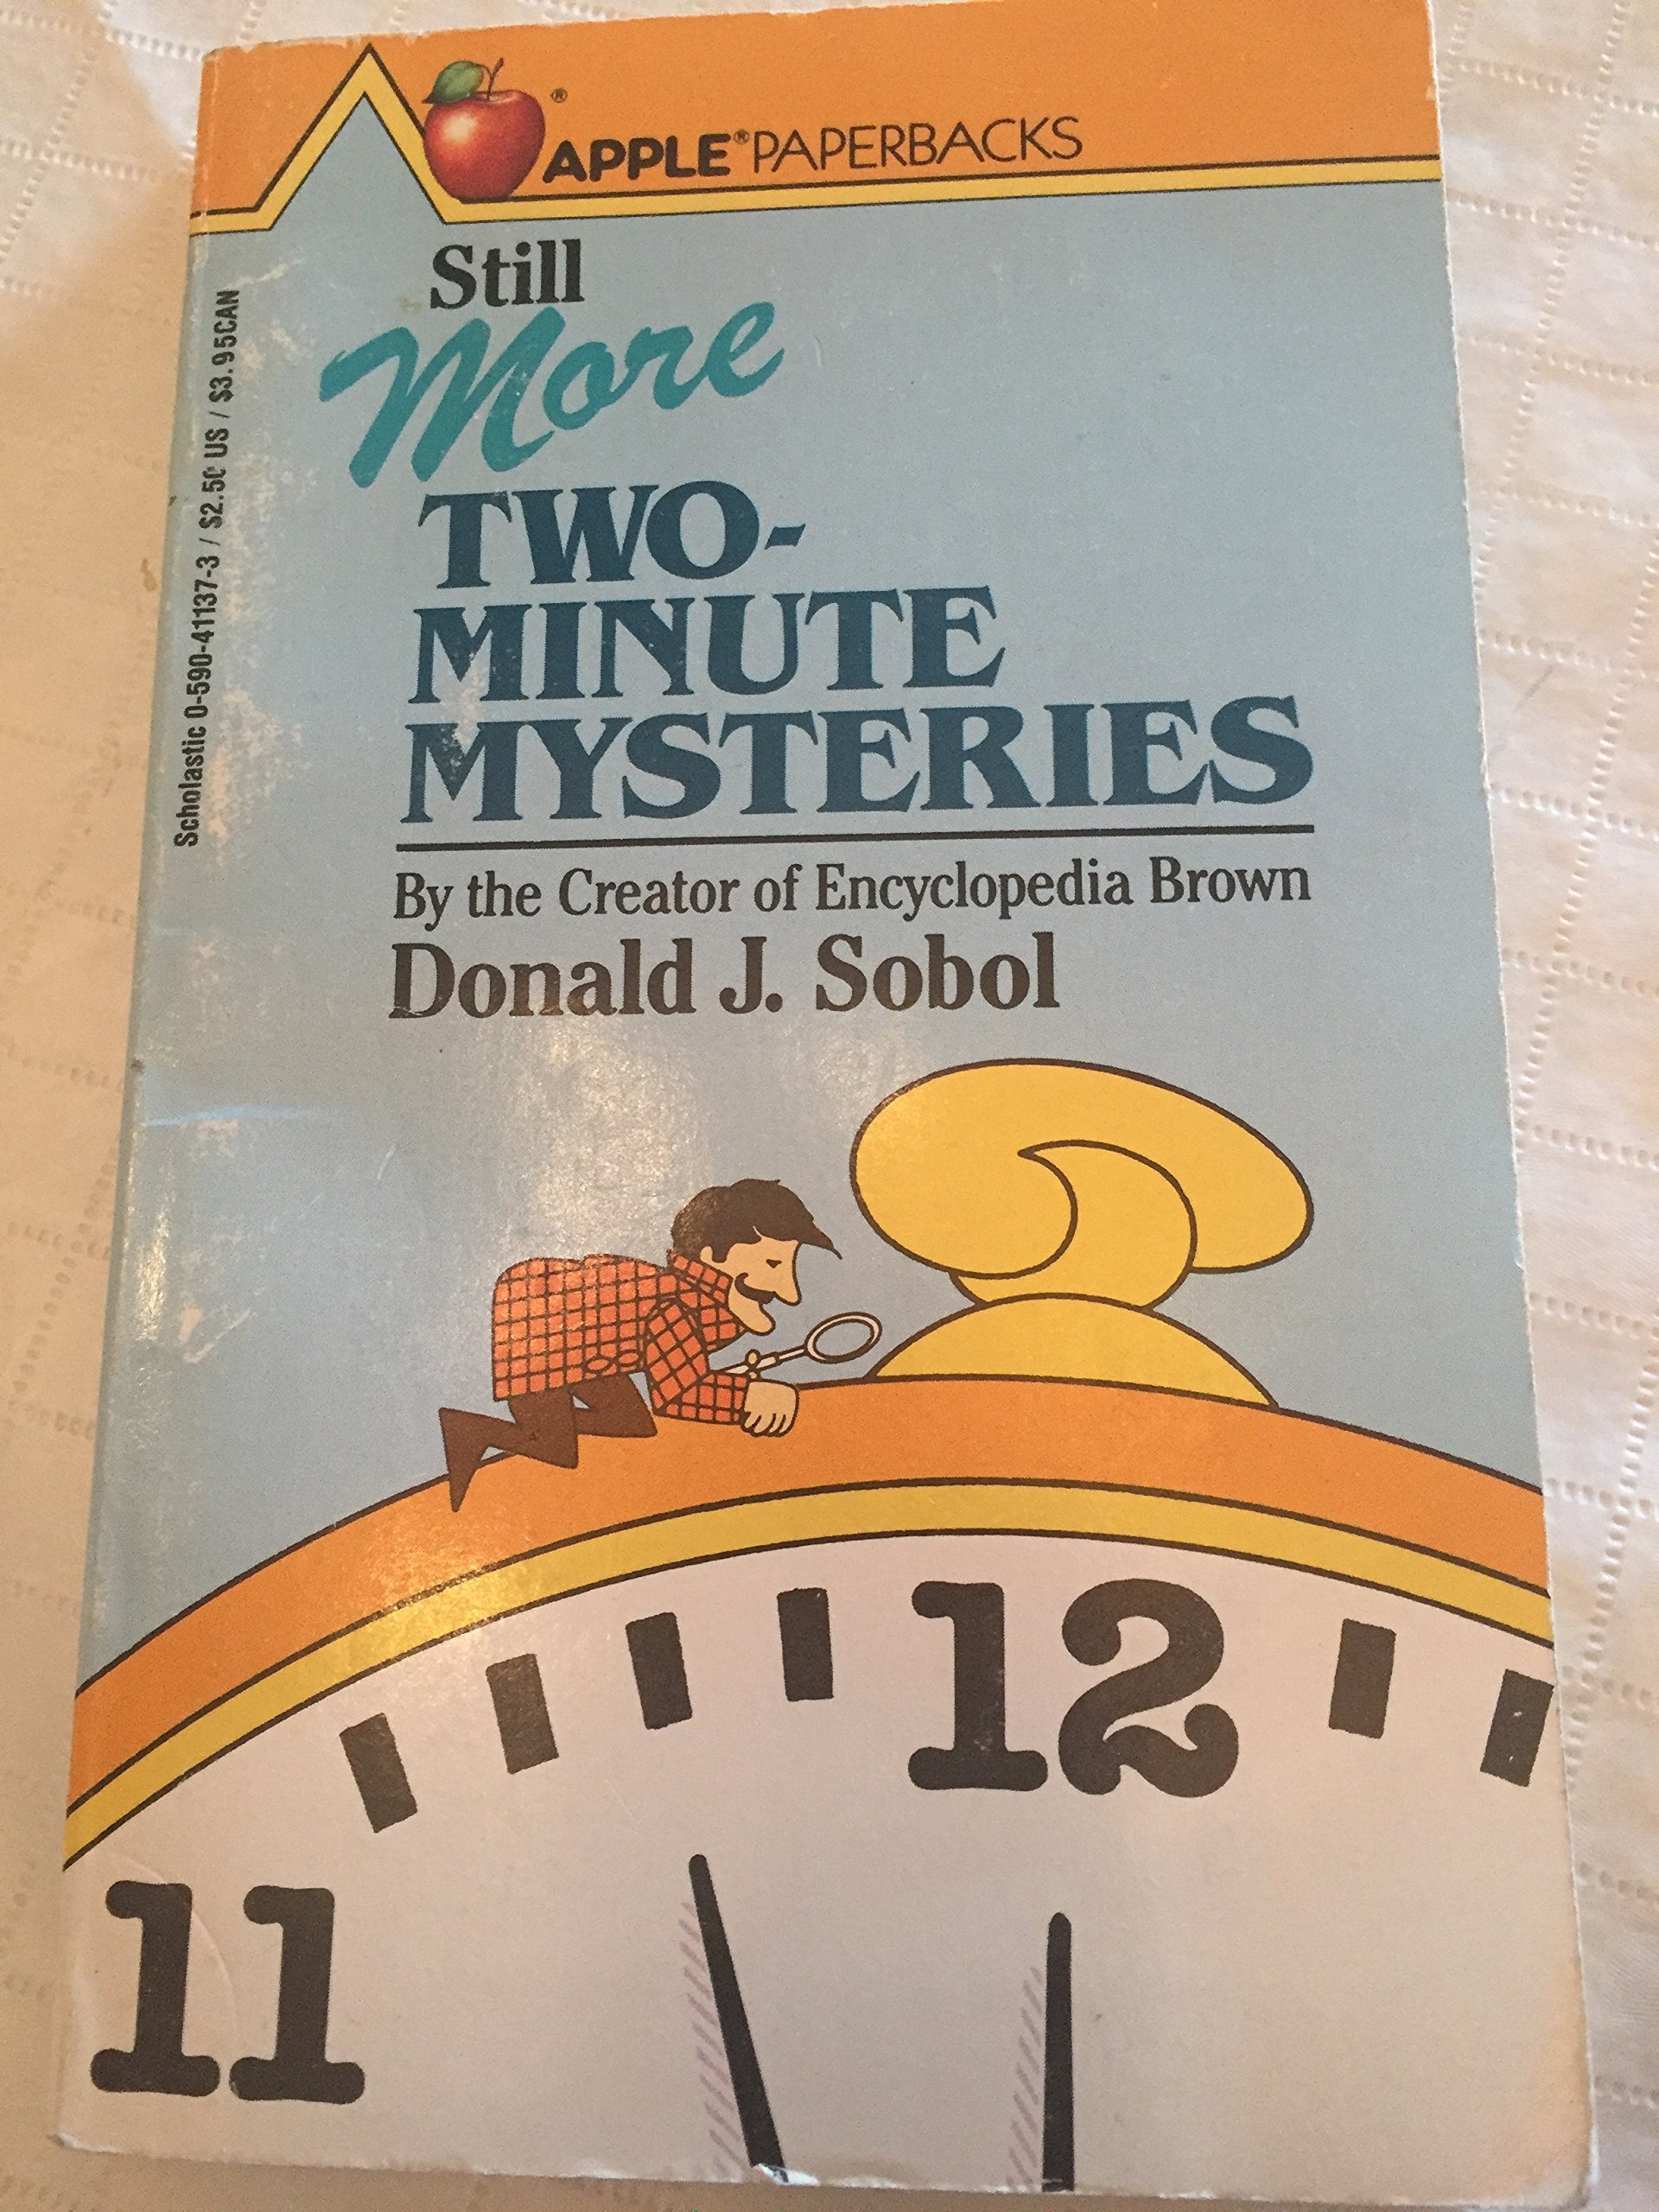 APPLE® PAPERBACKS
Still
More
TWO-
MINUTE
MYSTERIES
By the Creator of Encyclopedia Brown
Donald J. Sobol
Scholastic 0-590-41137-3 / $2.50 US / $3.95CAN
12
11